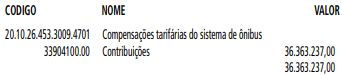 CODIGO NOME VALOR
20.10.26.453.3009.4701 Compensações tarifárias do sistema de ônibus
33904100.00 Contribuições 36.363.237,00
36.363.237,00